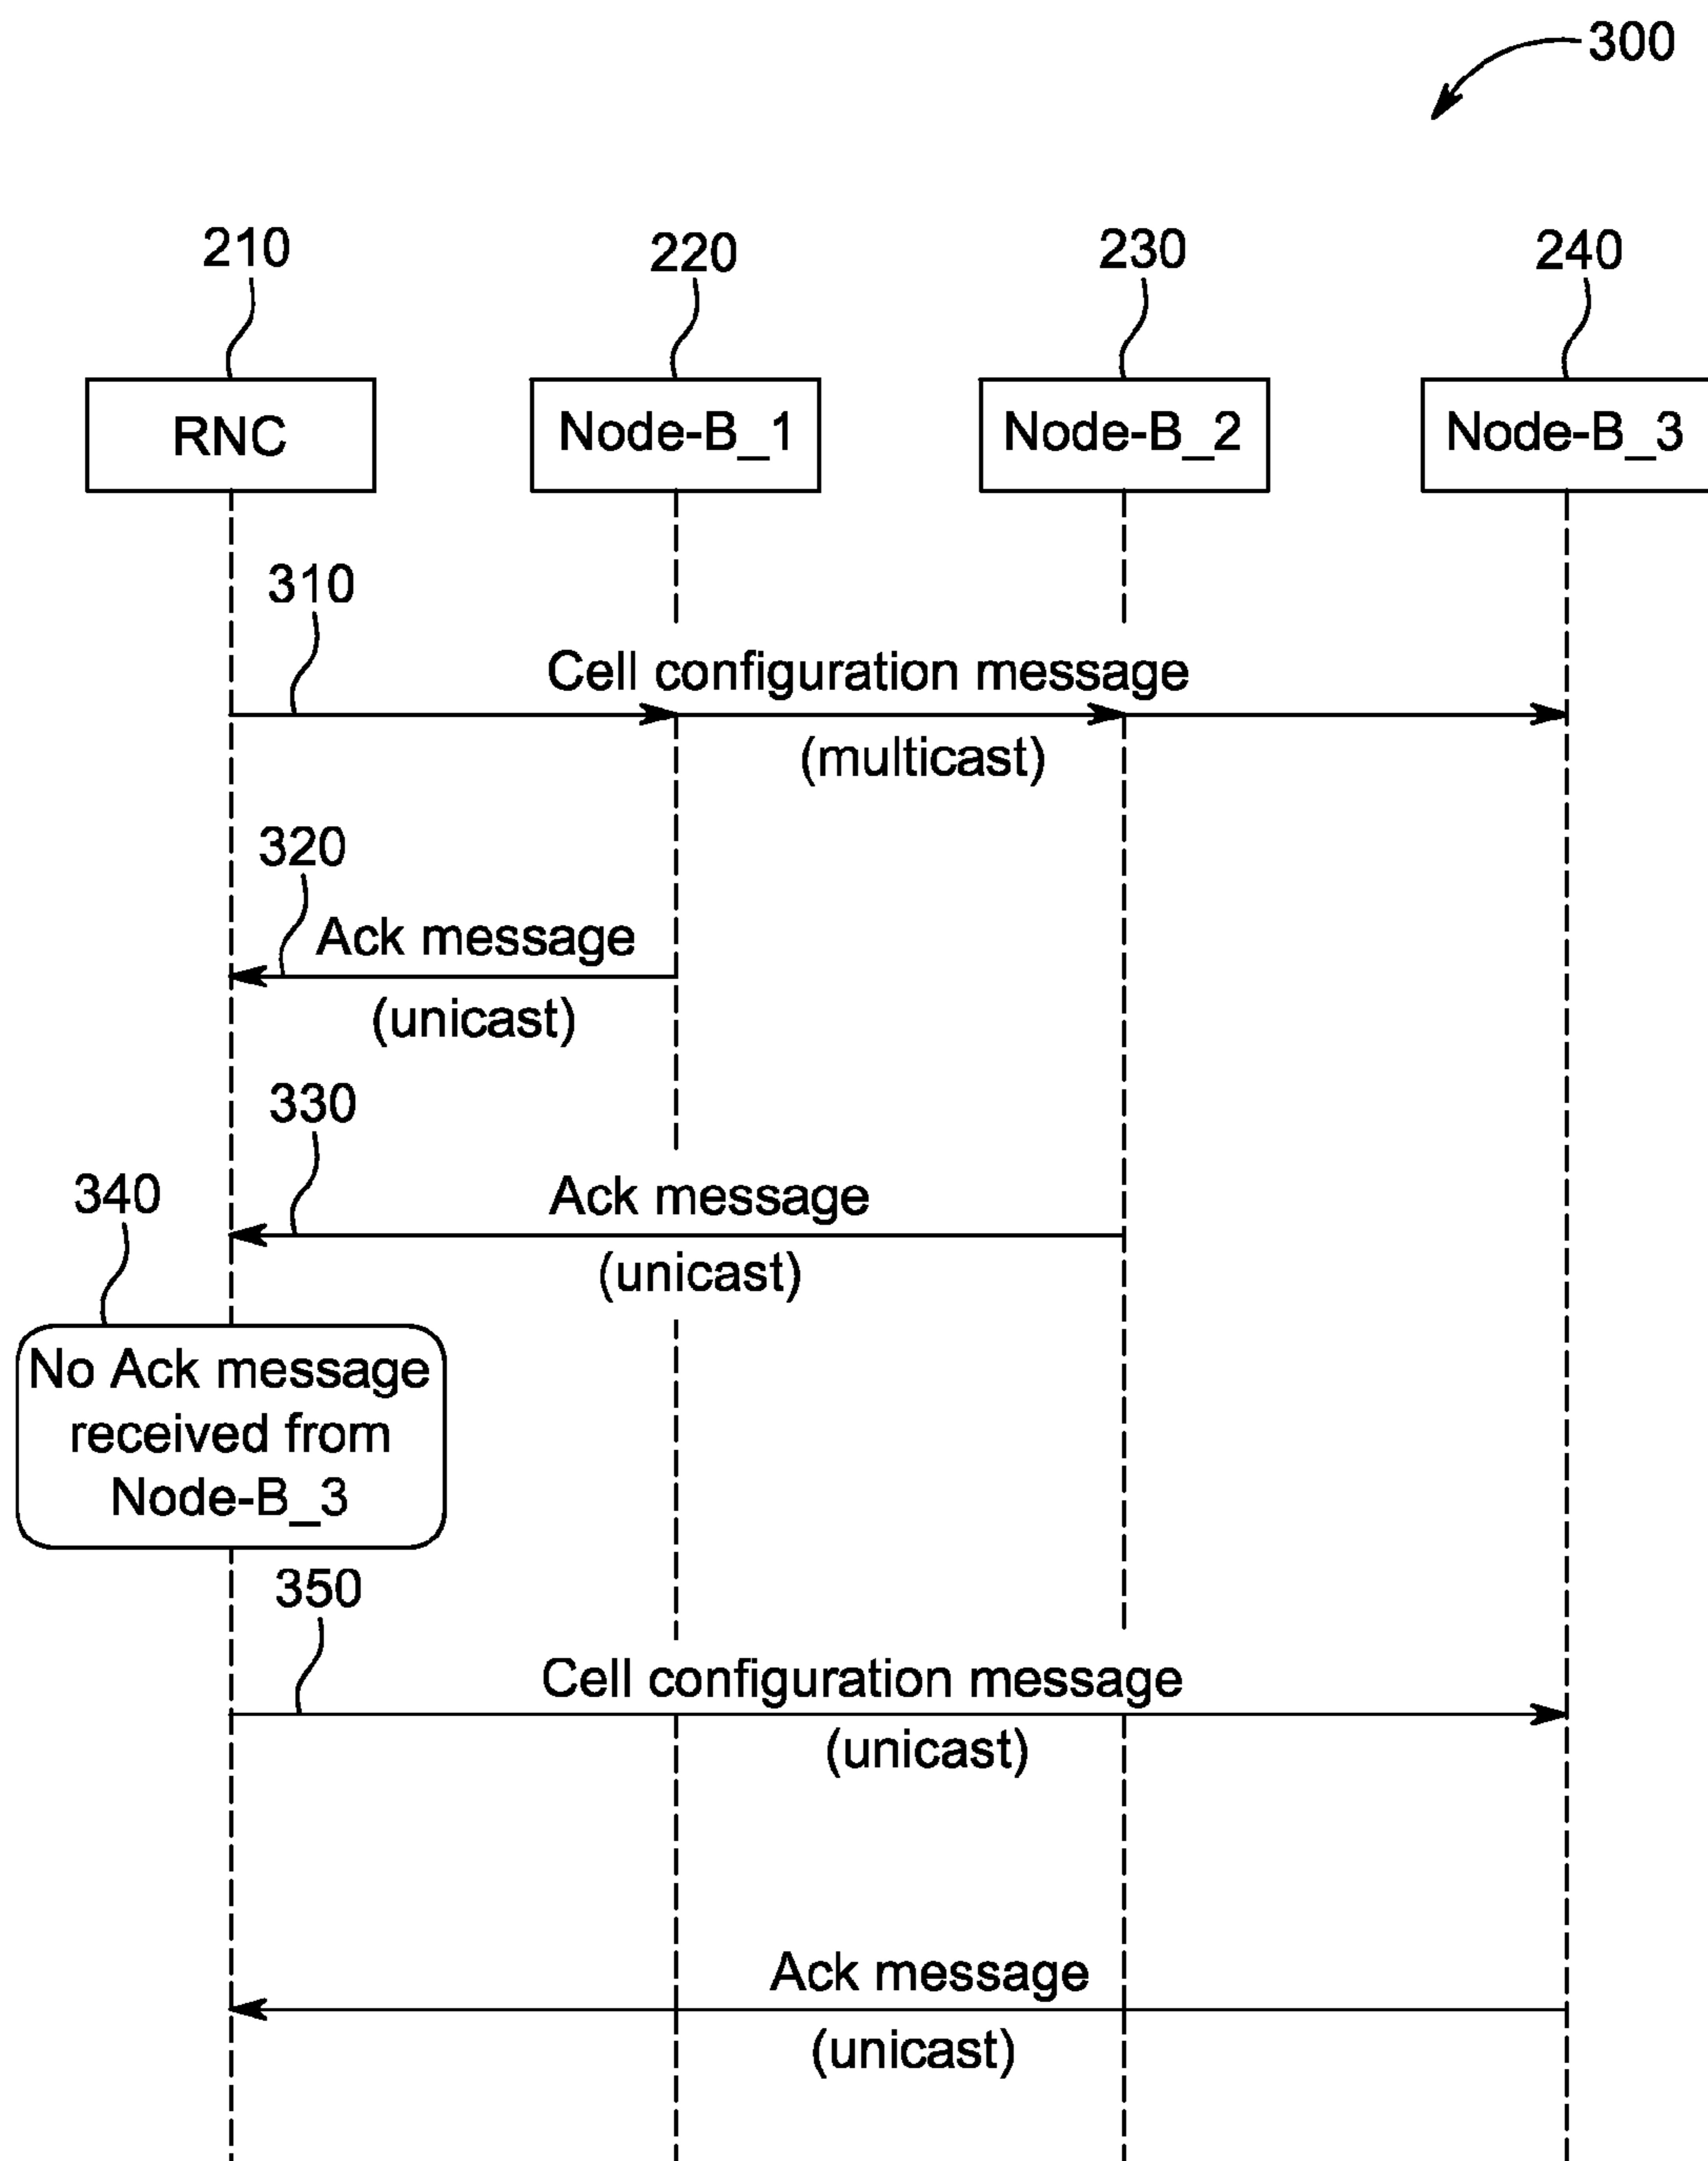 300
210
220
230
240
RNC
Node-B_1
Node-B_2
Node-B_3
310
Cell configuration message
(multicast)
320
Ack message
(unicast)
330
Ack message
(unicast)
340
No Ack message
received from
Node-B_3
350
Cell configuration message
(unicast)
Ack message
(unicast)